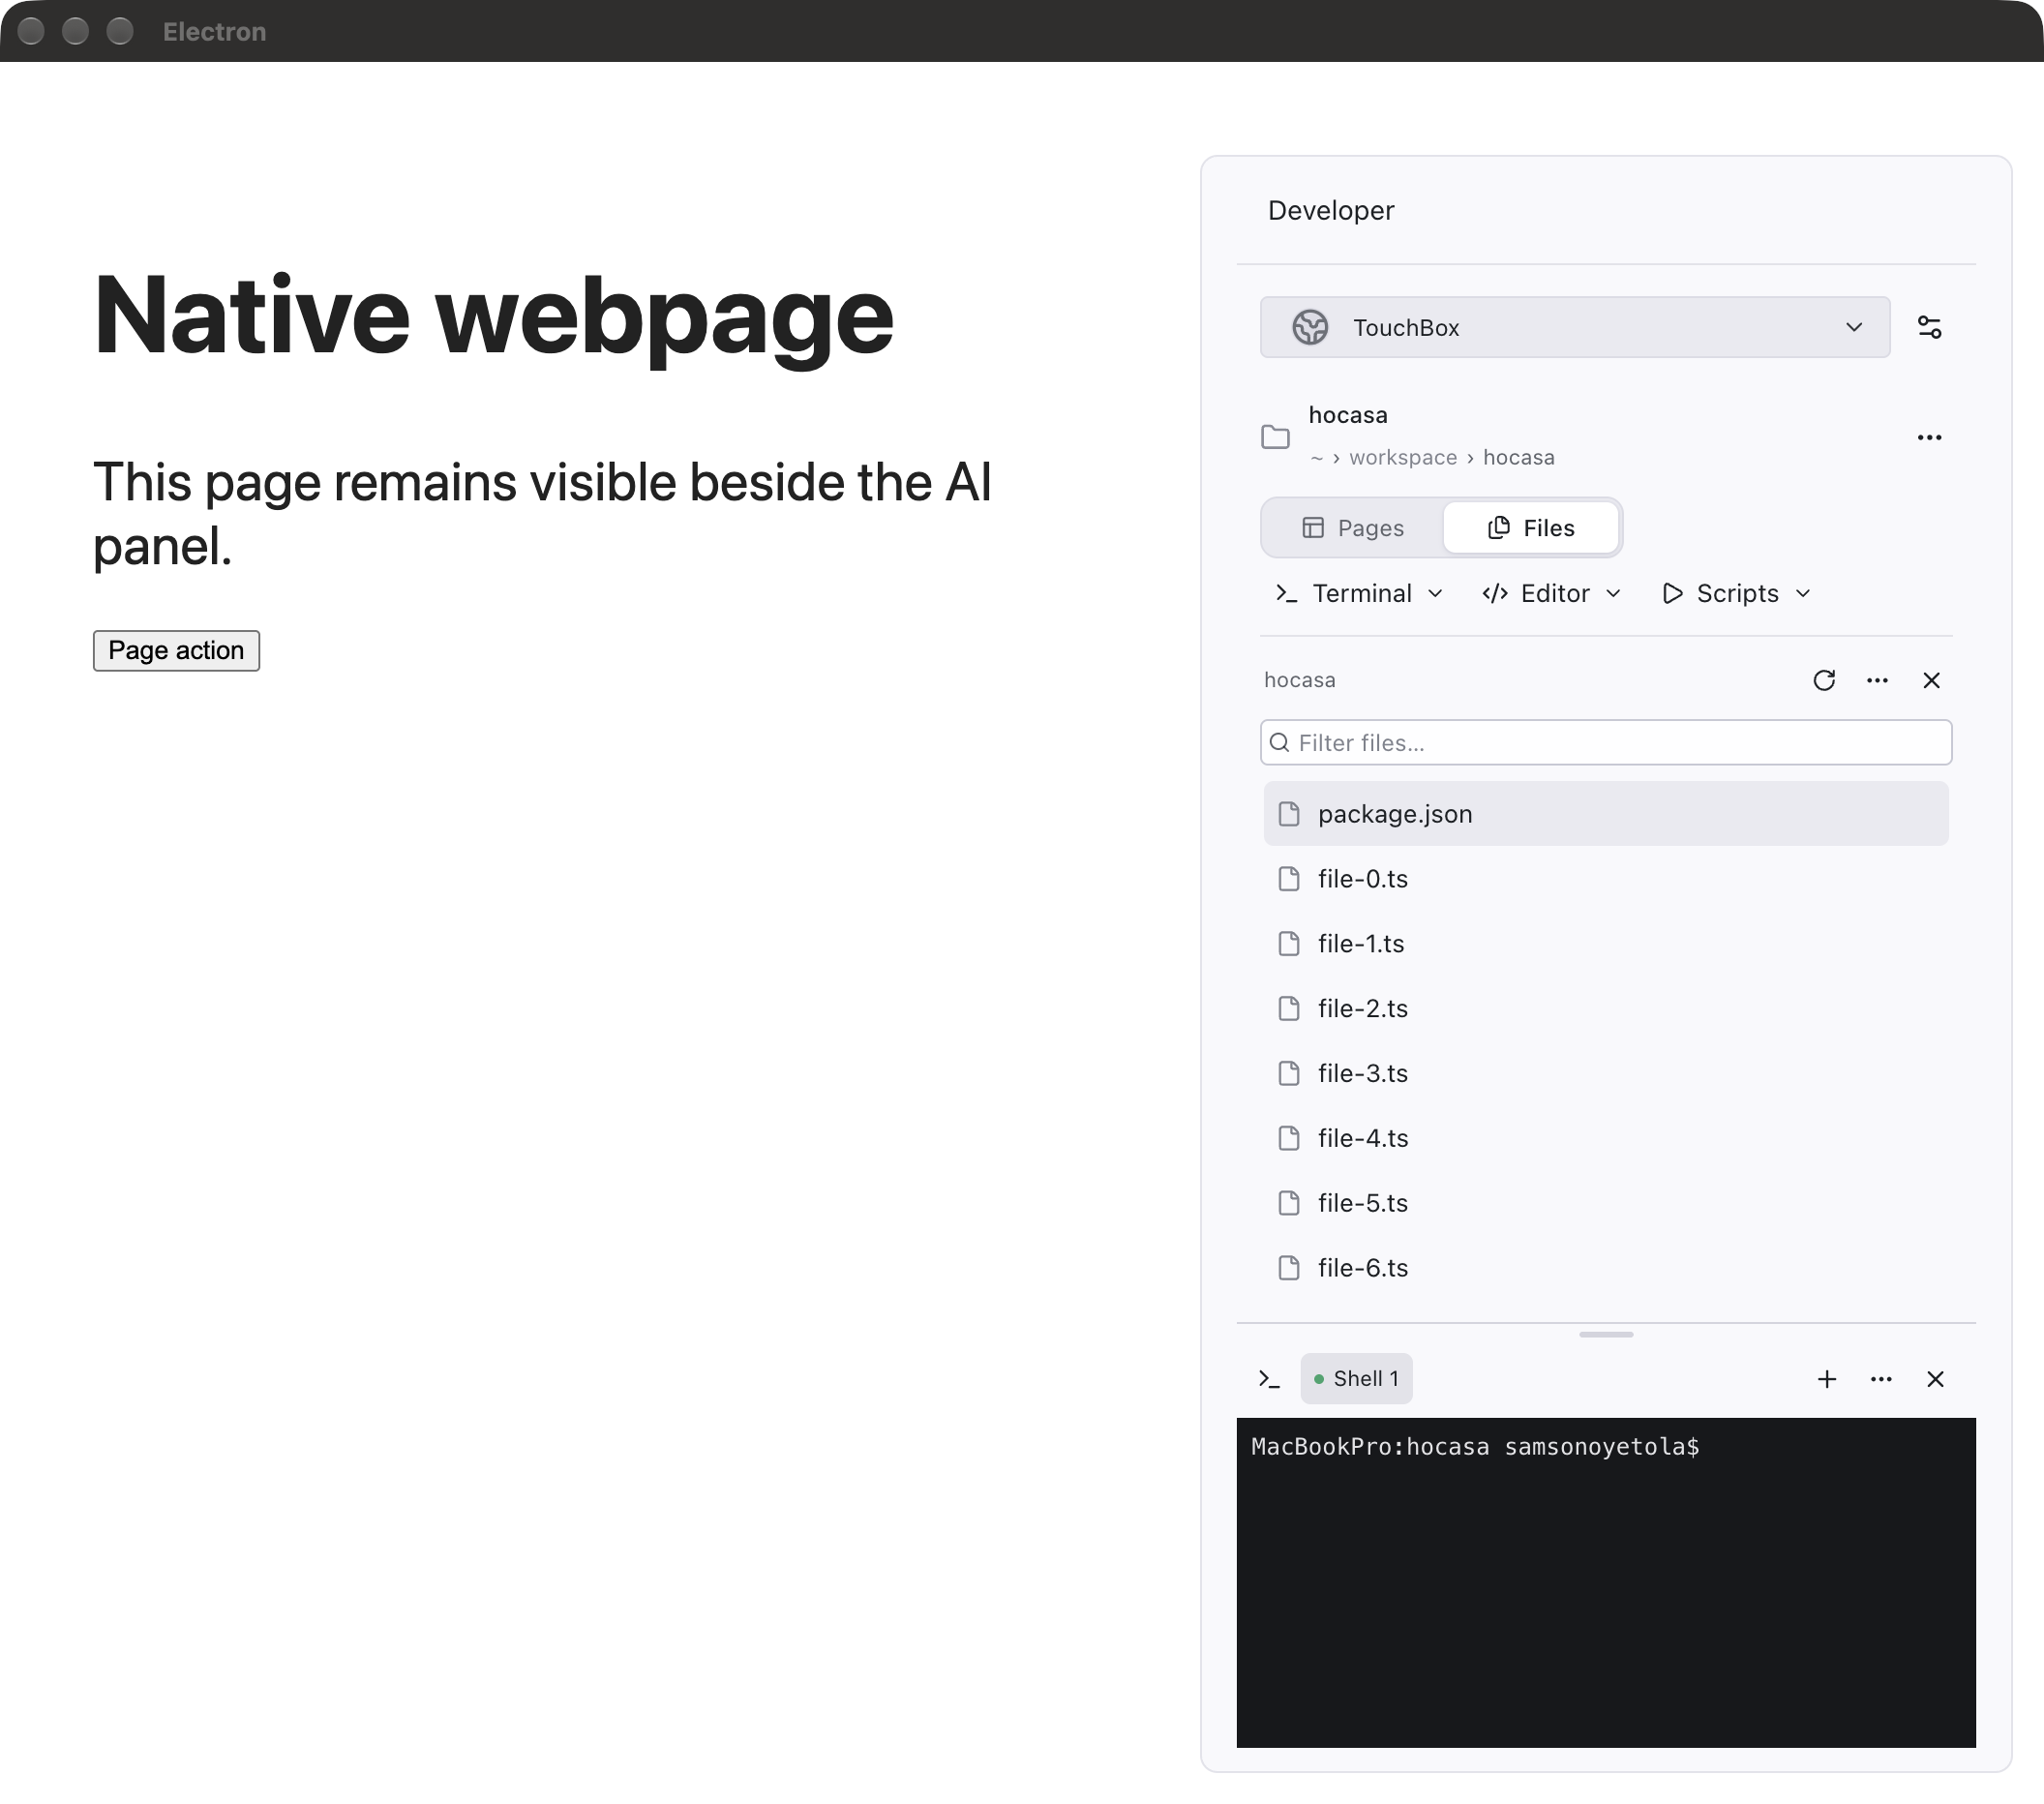 Electron
Native webpage
This page remains visible beside the AI
panel.
Page action
Developer
TouchBox
hocasa
~ › workspace › hocasa
Pages Files
Terminal Editor Scripts
hocasa
Filter files...
package.json
file-0.ts
file-1.ts
file-2.ts
file-3.ts
file-4.ts
file-5.ts
file-6.ts
Shell 1
MacBookPro:hocasa samsonoyetola$